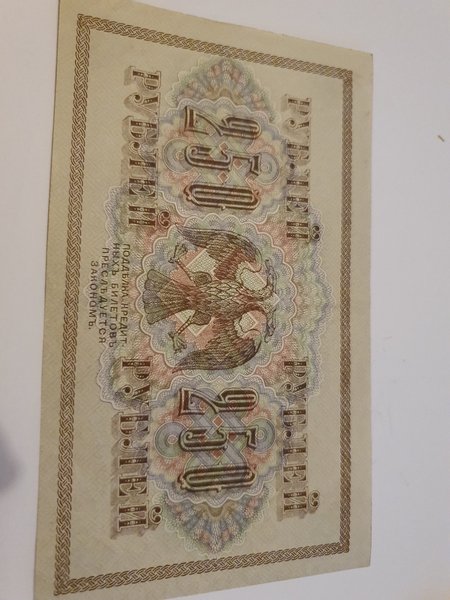 РУБЛЕЙ РУБЛЕЙ
250 250
РУБЛЕЙ РУБЛЕЙ
ПОДДѢЛКА КРЕДИТ-
НЫХЪ БИЛЕТОВЪ
ПРЕСЛѢДУЕТСЯ
ЗАКОНОМЪ.